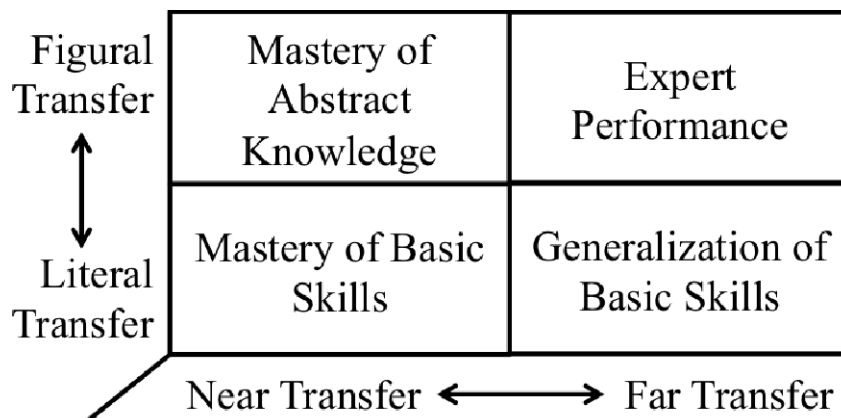 Figural
Transfer
Mastery of
Abstract
Knowledge
Expert
Performance
Literal
Transfer
Mastery of Basic
Skills
Generalization of
Basic Skills
Near Transfer
Far Transfer